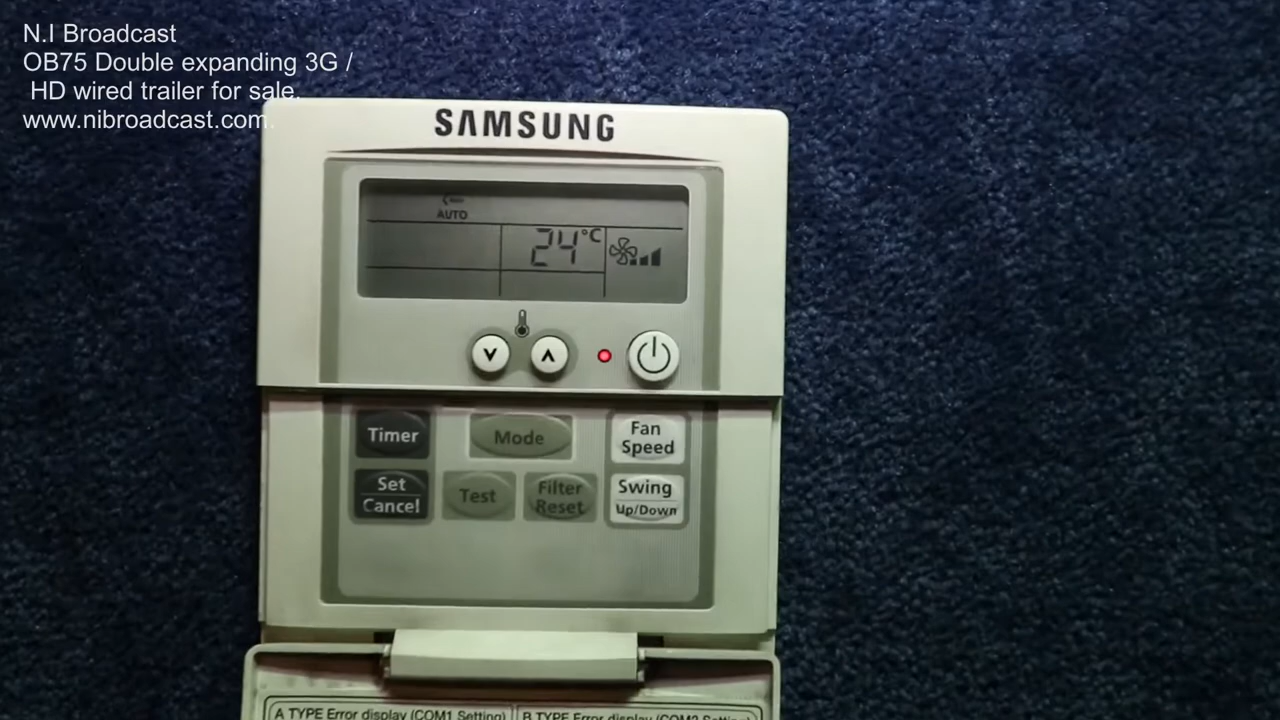 N.I Broadcast
OB75 Double expanding 3G /
HD wired trailer for sale.
www.nibroadcast.com.
SAMSUNG
AUTO
24°C
Timer
Mode
Fan
Speed
Set
Cancel
Test
Filter
Reset
Swing
Up/Down
A TYPE Error display (COM1 Setting)
B TYPE Error display (COM2 Setting)